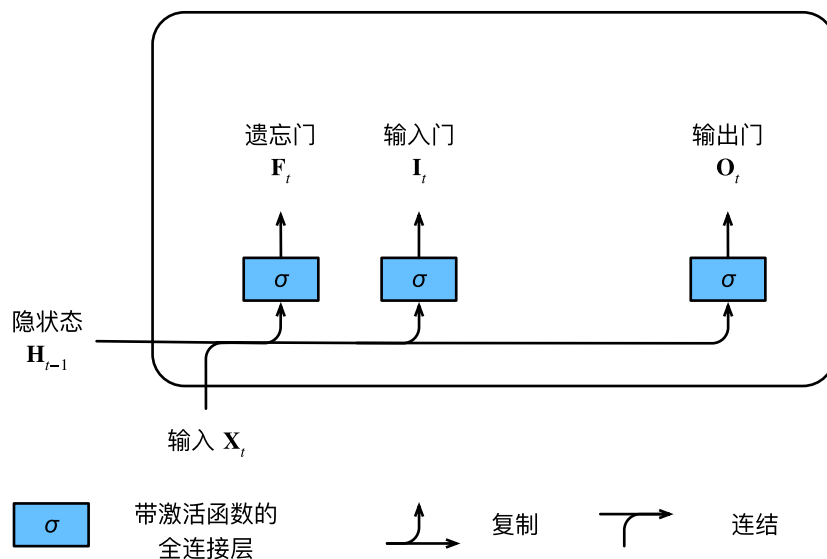 遗忘门
输入门
输出门
F_t
I_t
O_t
σ
σ
σ
隐状态
H_{t−1}
输入 X_t
σ
带激活函数的
全连接层
复制
连结